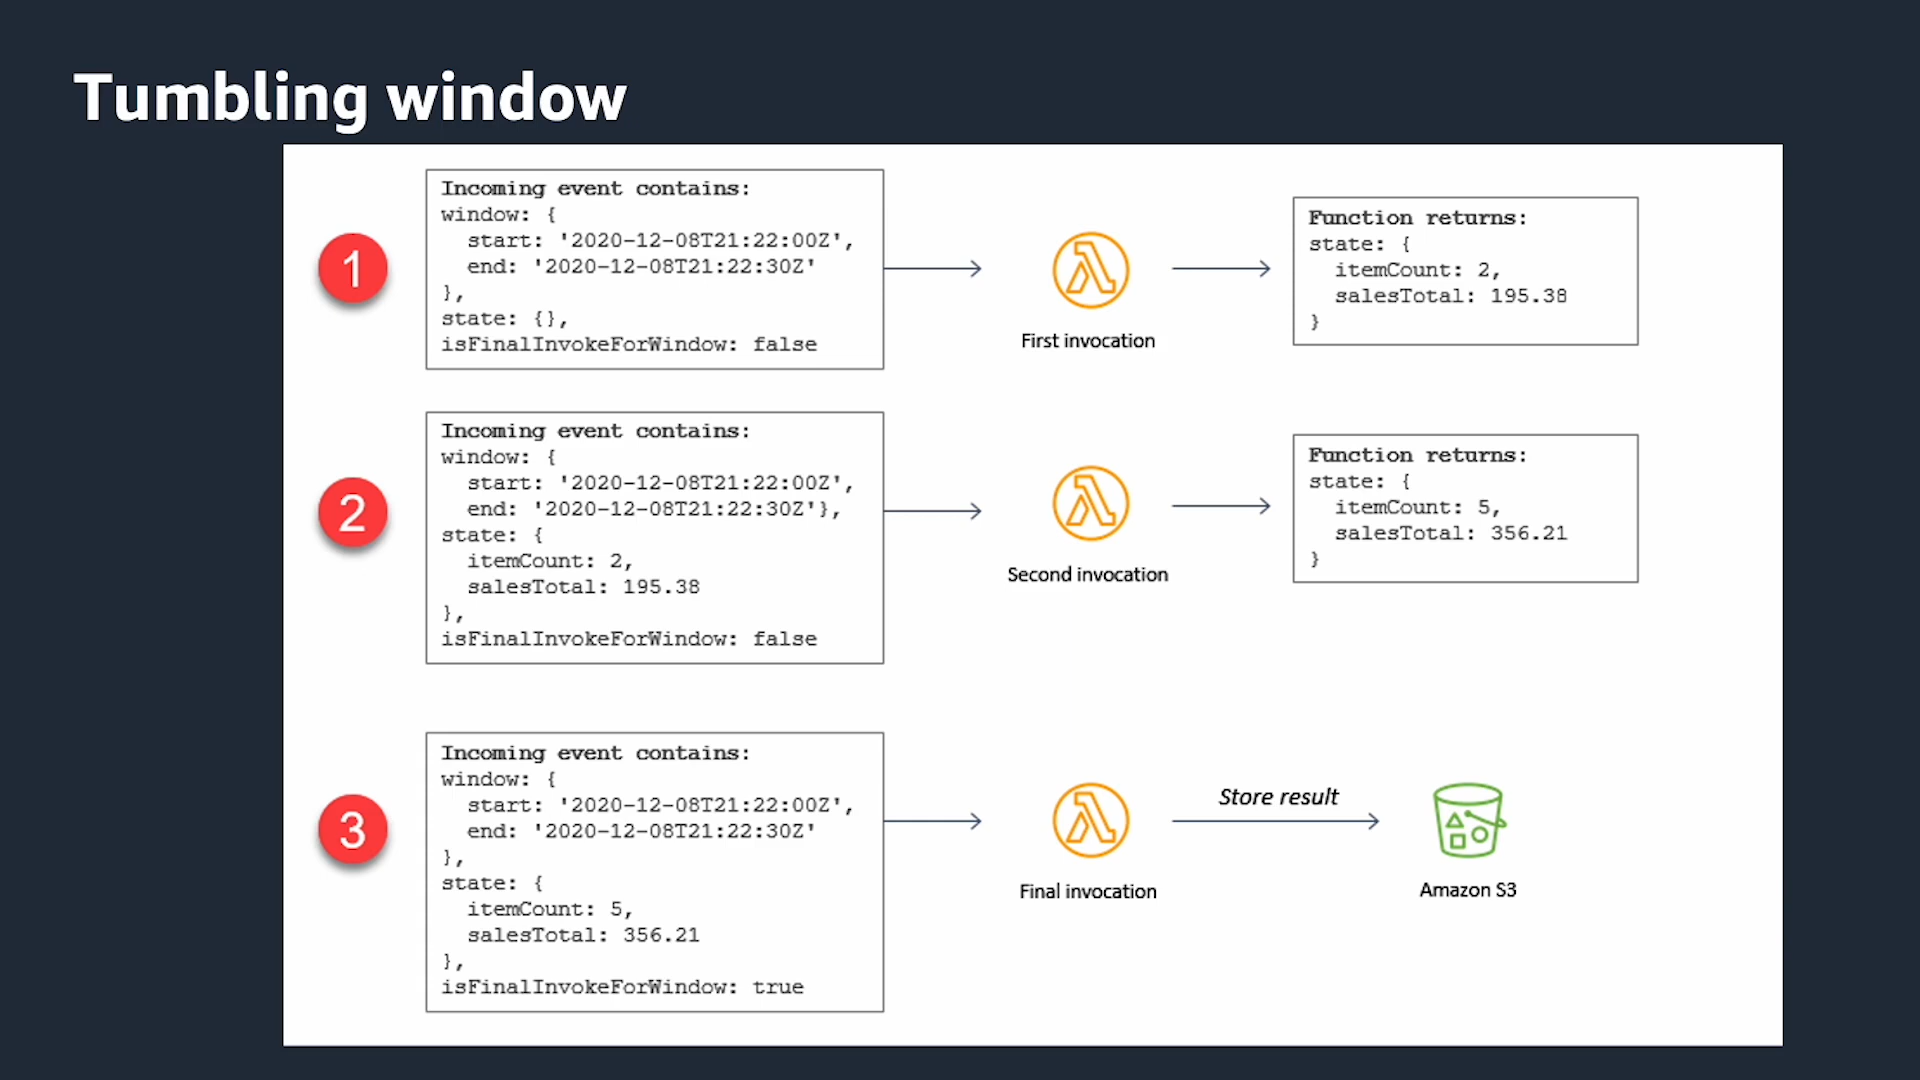 Tumbling window
1
Incoming event contains:
window: {
start: '2020-12-08T21:22:00Z',
end: '2020-12-08T21:22:30Z'
},
state: {},
isFinalInvokeForWindow: false
First invocation
Function returns:
state: {
itemCount: 2,
salesTotal: 195.38
}
2
Incoming event contains:
window: {
start: '2020-12-08T21:22:00Z',
end: '2020-12-08T21:22:30Z'},
state: {
itemCount: 2,
salesTotal: 195.38
},
isFinalInvokeForWindow: false
Second invocation
Function returns:
state: {
itemCount: 5,
salesTotal: 356.21
}
3
Incoming event contains:
window: {
start: '2020-12-08T21:22:00Z',
end: '2020-12-08T21:22:30Z'
},
state: {
itemCount: 5,
salesTotal: 356.21
},
isFinalInvokeForWindow: true
Final invocation
Store result
Amazon S3